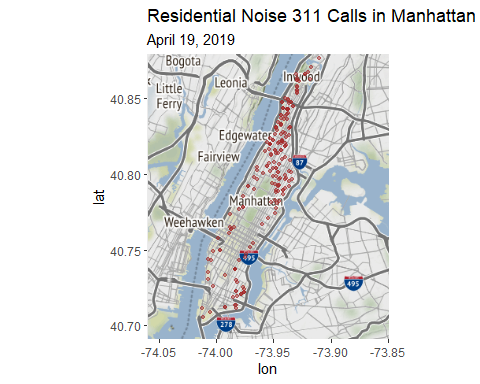 Residential Noise 311 Calls in Manhattan
April 19, 2019
Bogota
Inwood
Leonia
Little
Ferry
40.85
Edgewater
Fairview
87
40.80
lat
Manhattan
Weehawken
40.75
495
495
40.70
278
-74.05
-74.00
-73.95
-73.90
-73.85
lon